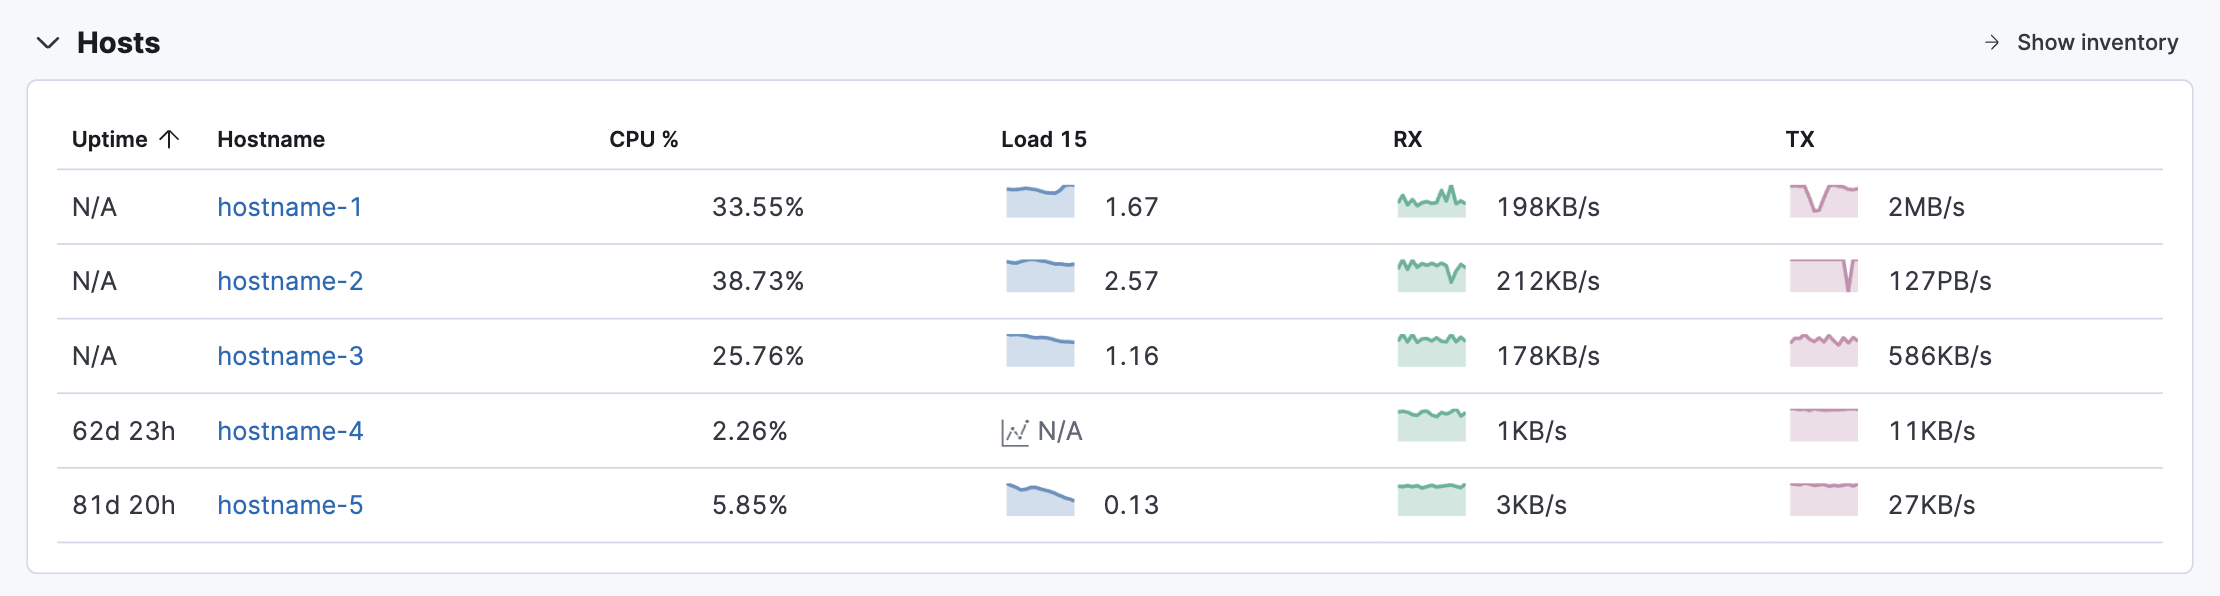 Hosts
Show inventory
Uptime Hostname CPU % Load 15 RX TX
N/A hostname-1 33.55% 1.67 198KB/s 2MB/s
N/A hostname-2 38.73% 2.57 212KB/s 127PB/s
N/A hostname-3 25.76% 1.16 178KB/s 586KB/s
62d 23h hostname-4 2.26% N/A 1KB/s 11KB/s
81d 20h hostname-5 5.85% 0.13 3KB/s 27KB/s